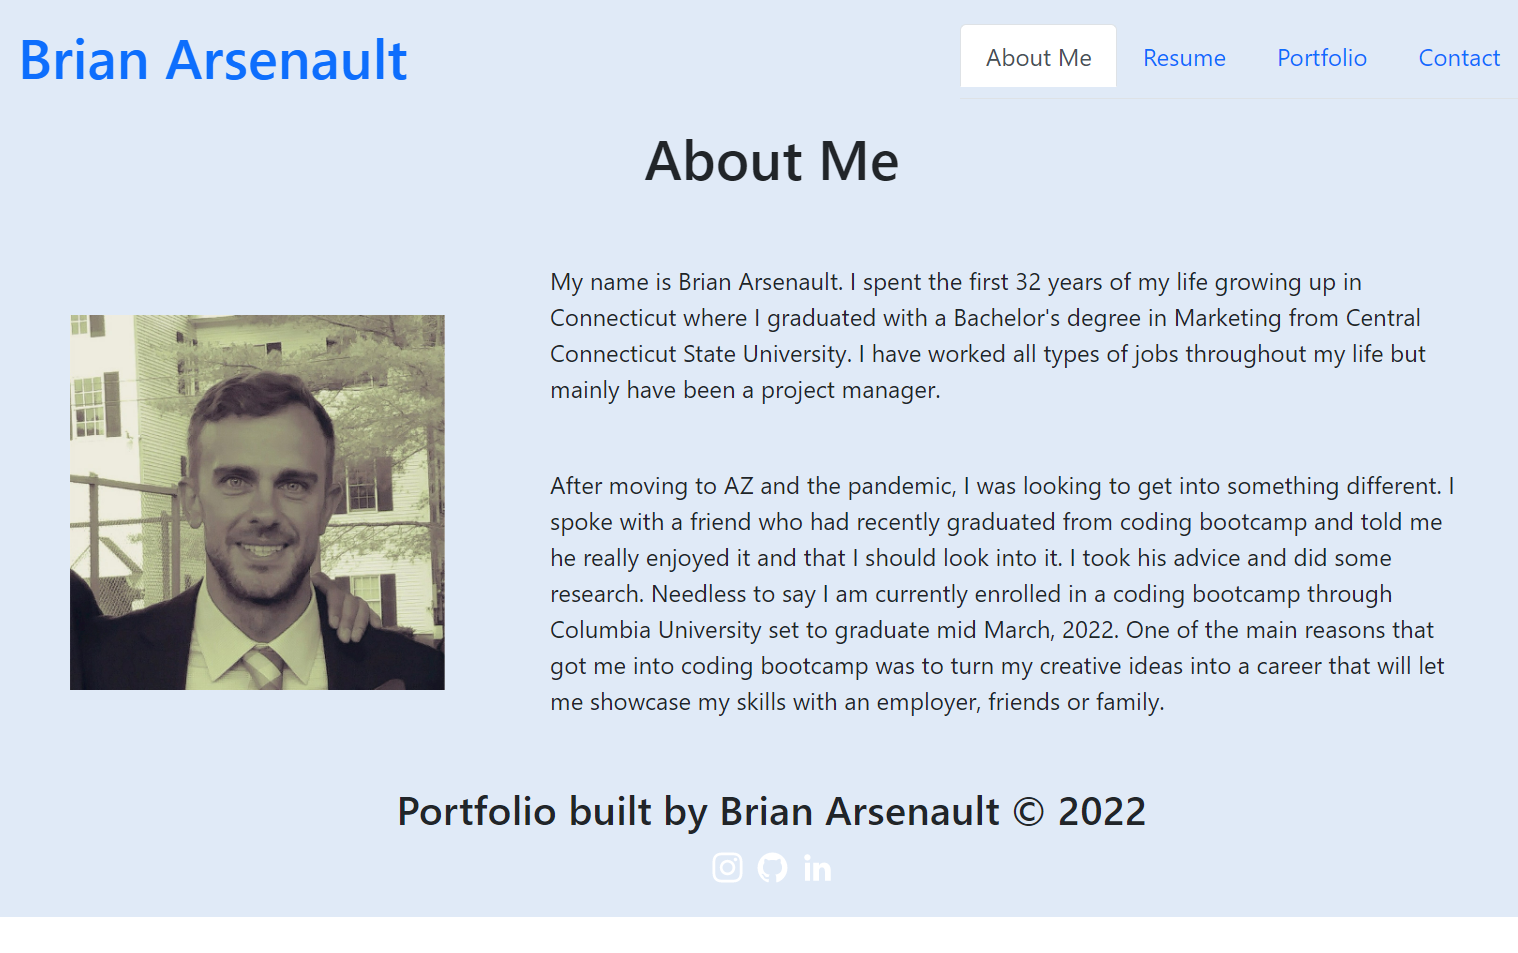 Brian Arsenault
About Me
Resume
Portfolio
Contact
About Me
My name is Brian Arsenault. I spent the first 32 years of my life growing up in
Connecticut where I graduated with a Bachelor's degree in Marketing from Central
Connecticut State University. I have worked all types of jobs throughout my life but
mainly have been a project manager.
After moving to AZ and the pandemic, I was looking to get into something different. I
spoke with a friend who had recently graduated from coding bootcamp and told me
he really enjoyed it and that I should look into it. I took his advice and did some
research. Needless to say I am currently enrolled in a coding bootcamp through
Columbia University set to graduate mid March, 2022. One of the main reasons that
got me into coding bootcamp was to turn my creative ideas into a career that will let
me showcase my skills with an employer, friends or family.
Portfolio built by Brian Arsenault © 2022
in